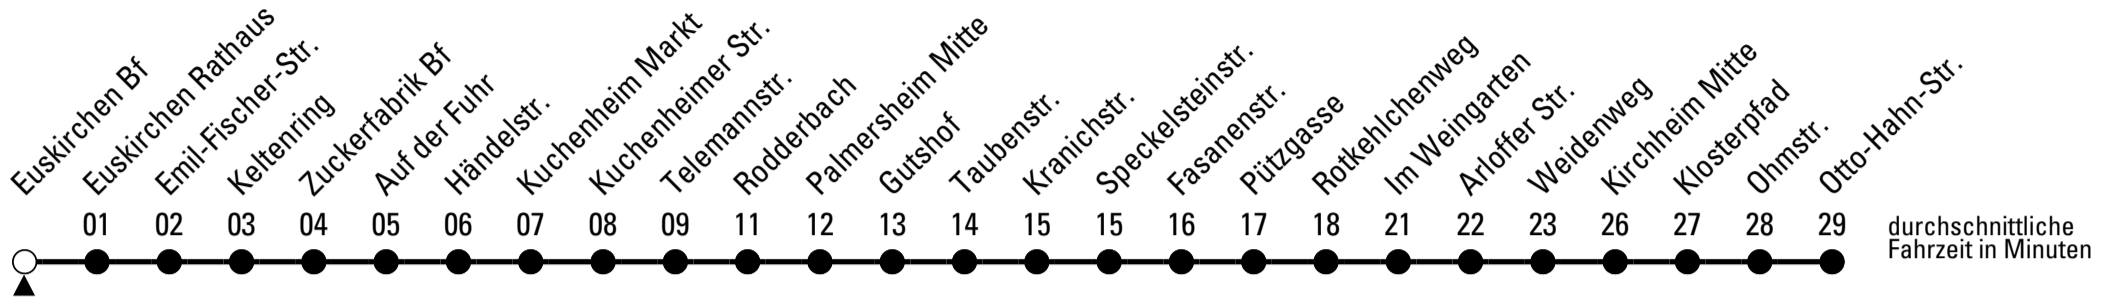 Euskirchen Bf
Euskirchen Rathaus
Emil-Fischer-Str.
Keltenring
Zuckerfabrik Bf
Auf der Fuhr
Händelstr.
Kuchenheim Markt
Kuchenheimer Str.
Telemannstr.
Rodderbach
Palmersheim Mitte
Gutshof
Taubenstr.
Kranichstr.
Speckelsteinstr.
Fasanenstr.
Pützgasse
Rotkehlchenweg
Im Weingarten
Arloffer Str.
Weidenweg
Kirchheim Mitte
Klosterpfad
Ohmstr.
Otto-Hahn-Str.
01 02 03 04 05 06 07 08 09 11 12 13 14 15 15 16 17 18 21 22 23 26 27 28 29
durchschnittliche
Fahrzeit in Minuten